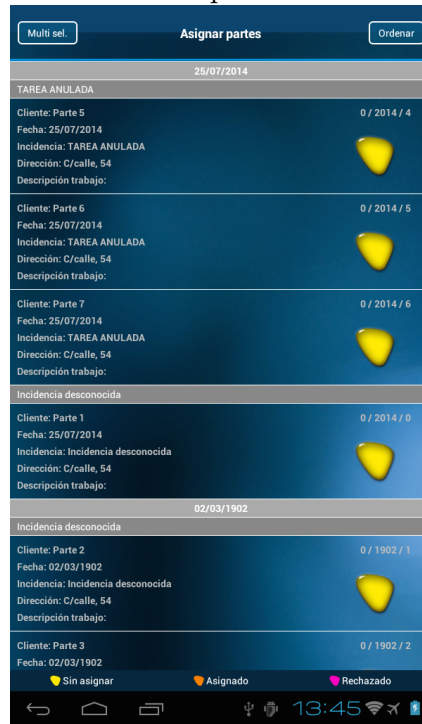 Multi sel.
Asignar partes
Ordenar
25/07/2014
TAREA ANULADA
Cliente: Parte 5
0 / 2014 / 4
Fecha: 25/07/2014
Incidencia: TAREA ANULADA
Dirección: C/calle, 54
Descripción trabajo:
Cliente: Parte 6
0 / 2014 / 5
Fecha: 25/07/2014
Incidencia: TAREA ANULADA
Dirección: C/calle, 54
Descripción trabajo:
Cliente: Parte 7
0 / 2014 / 6
Fecha: 25/07/2014
Incidencia: TAREA ANULADA
Dirección: C/calle, 54
Descripción trabajo:
Incidencia desconocida
Cliente: Parte 1
0 / 2014 / 0
Fecha: 25/07/2014
Incidencia: Incidencia desconocida
Dirección: C/calle, 54
Descripción trabajo:
02/03/1902
Incidencia desconocida
Cliente: Parte 2
0 / 1902 / 1
Fecha: 02/03/1902
Incidencia: Incidencia desconocida
Dirección: C/calle, 54
Descripción trabajo:
Cliente: Parte 3
0 / 1902 / 2
Fecha: 02/03/1902
Sin asignar
Asignado
Rechazado
13:45